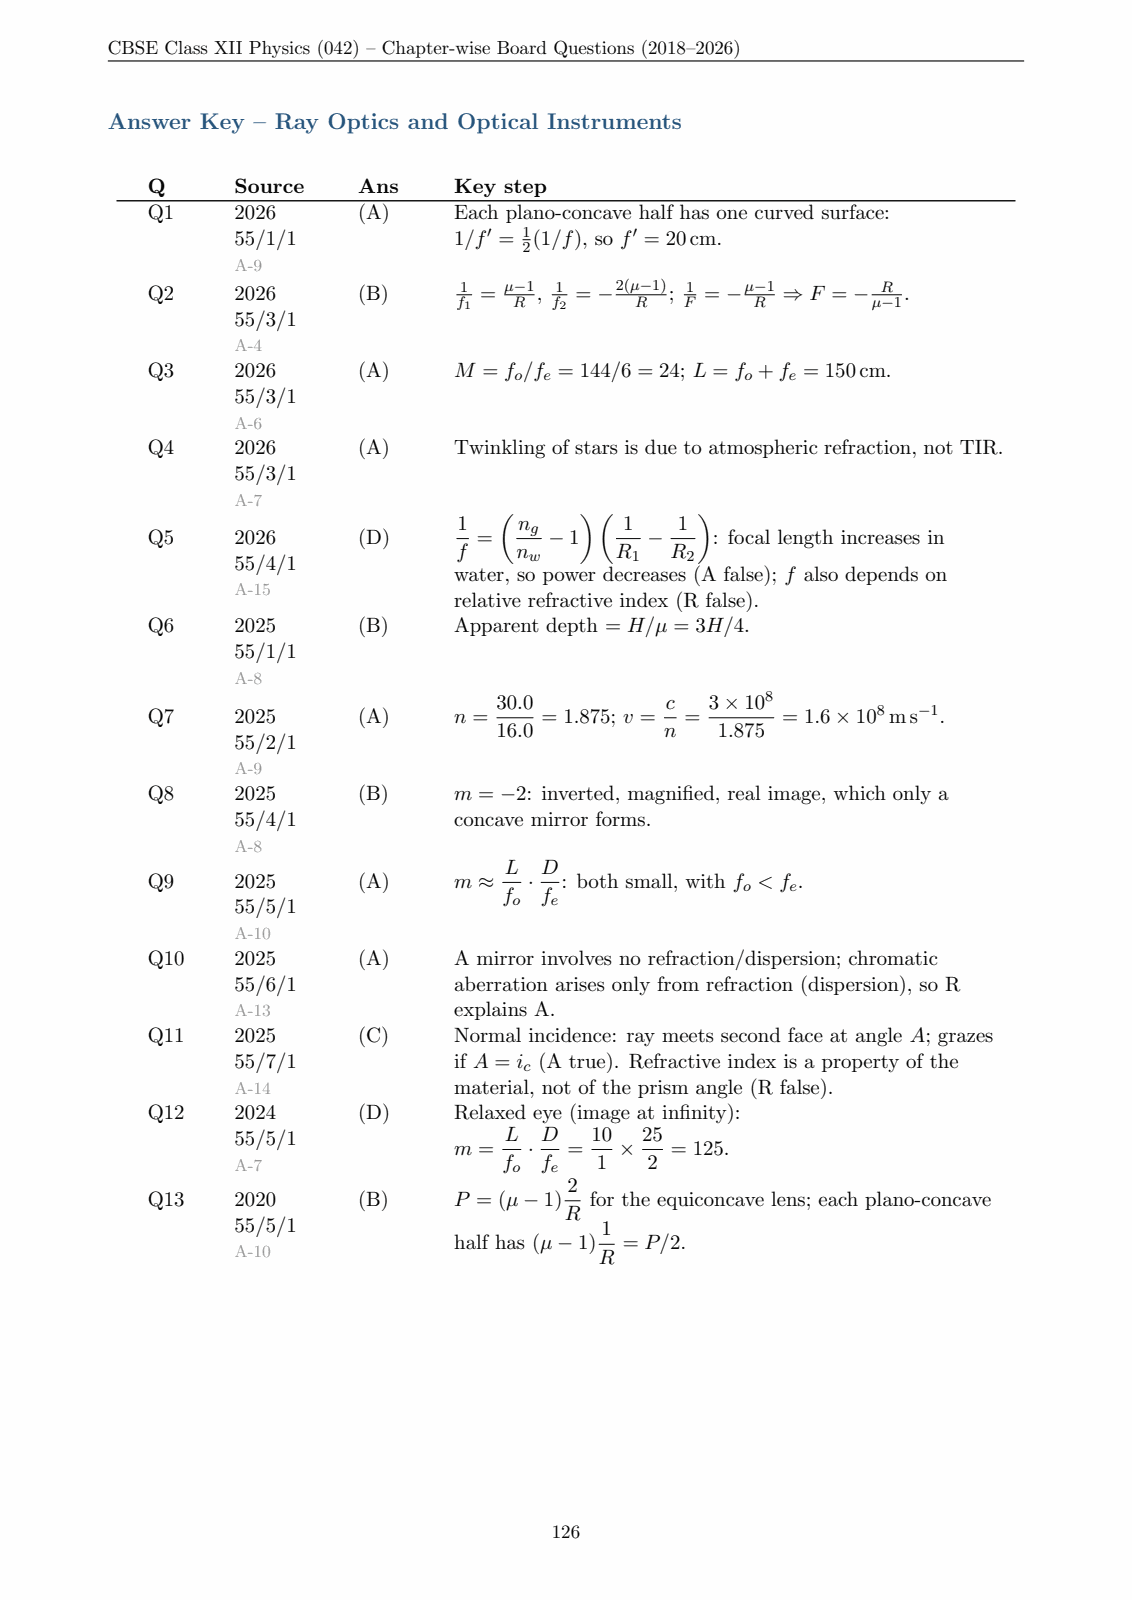 CBSE Class XII Physics (042) – Chapter-wise Board Questions (2018–2026)
Answer Key – Ray Optics and Optical Instruments
Q Source Ans Key step
Q1 2026 (A) Each plano-concave half has one curved surface:
55/1/1 1/f′ = ½(1/f), so f′ = 20 cm.
A-9
Q2 2026 (B) 1/f₁ = (μ−1)/R, 1/f₂ = −2(μ−1)/R; 1/F = −(μ−1)/R ⇒ F = −R/(μ−1).
55/3/1
A-4
Q3 2026 (A) M = fₒ/fₑ = 144/6 = 24; L = fₒ + fₑ = 150 cm.
55/3/1
A-6
Q4 2026 (A) Twinkling of stars is due to atmospheric refraction, not TIR.
55/3/1
A-7
Q5 2026 (D) 1/f = (n_g/n_w − 1)(1/R₁ − 1/R₂): focal length increases in
55/4/1 water, so power decreases (A false); f also depends on
A-15 relative refractive index (R false).
Q6 2025 (B) Apparent depth = H/μ = 3H/4.
55/1/1
A-8
Q7 2025 (A) n = 30.0/16.0 = 1.875; v = c/n = (3 × 10⁸)/1.875 = 1.6 × 10⁸ m s⁻¹.
55/2/1
A-9
Q8 2025 (B) m = −2: inverted, magnified, real image, which only a
55/4/1 concave mirror forms.
A-8
Q9 2025 (A) m ≈ L/fₒ · D/fₑ: both small, with fₒ < fₑ.
55/5/1
A-10
Q10 2025 (A) A mirror involves no refraction/dispersion; chromatic
55/6/1 aberration arises only from refraction (dispersion), so R
A-13 explains A.
Q11 2025 (C) Normal incidence: ray meets second face at angle A; grazes
55/7/1 if A = i_c (A true). Refractive index is a property of the
A-14 material, not of the prism angle (R false).
Q12 2024 (D) Relaxed eye (image at infinity):
55/5/1 m = L/fₒ · D/fₑ = 10/1 × 25/2 = 125.
A-7
Q13 2020 (B) P = (μ − 1)2/R for the equiconcave lens; each plano-concave
55/5/1 half has (μ − 1)1/R = P/2.
A-10
126